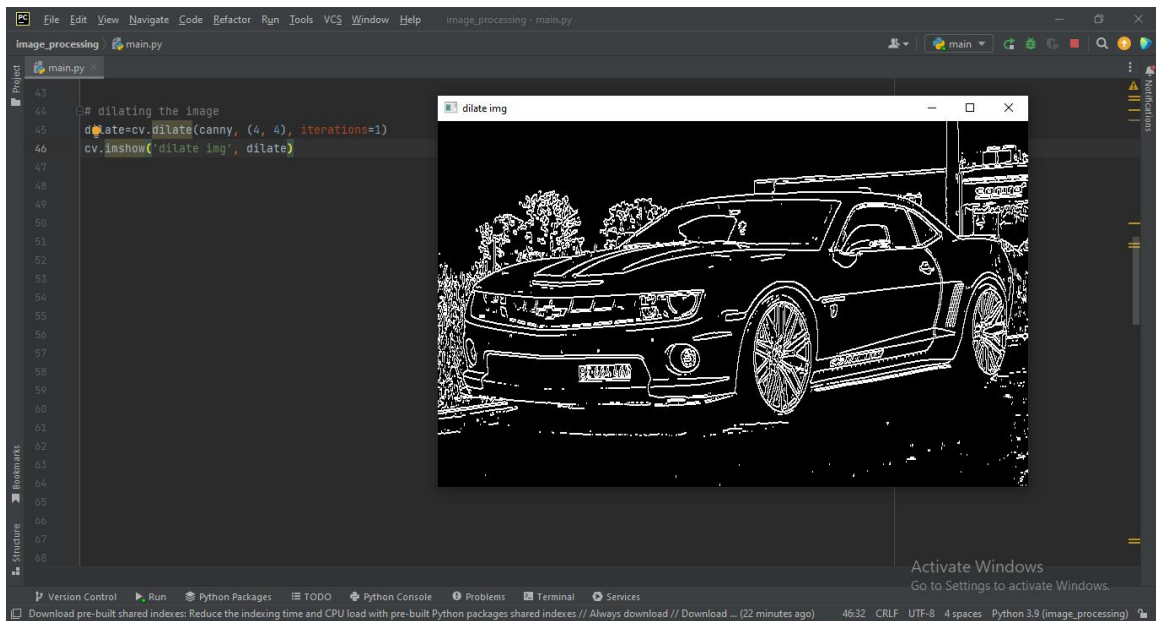 PC File Edit View Navigate Code Refactor Run Tools VCS Window Help image_processing - main.py
image_processing main.py main
Project
main.py
Notifications
43
44 # dilating the image
45 dilate=cv.dilate(canny, (4, 4), iterations=1)
46 cv.imshow('dilate img', dilate)
47
48
49
50
51
52
53
54
55
56
57
58
59
60
61
62
63
64
65
66
67
68
dilate img
Bookmarks
Structure
Activate Windows
Go to Settings to activate Windows.
Version Control Run Python Packages TODO Python Console Problems Terminal Services
Download pre-built shared indexes: Reduce the indexing time and CPU load with pre-built Python packages shared indexes // Always download // Download ... (22 minutes ago) 46:32 CRLF UTF-8 4 spaces Python 3.9 (image_processing)